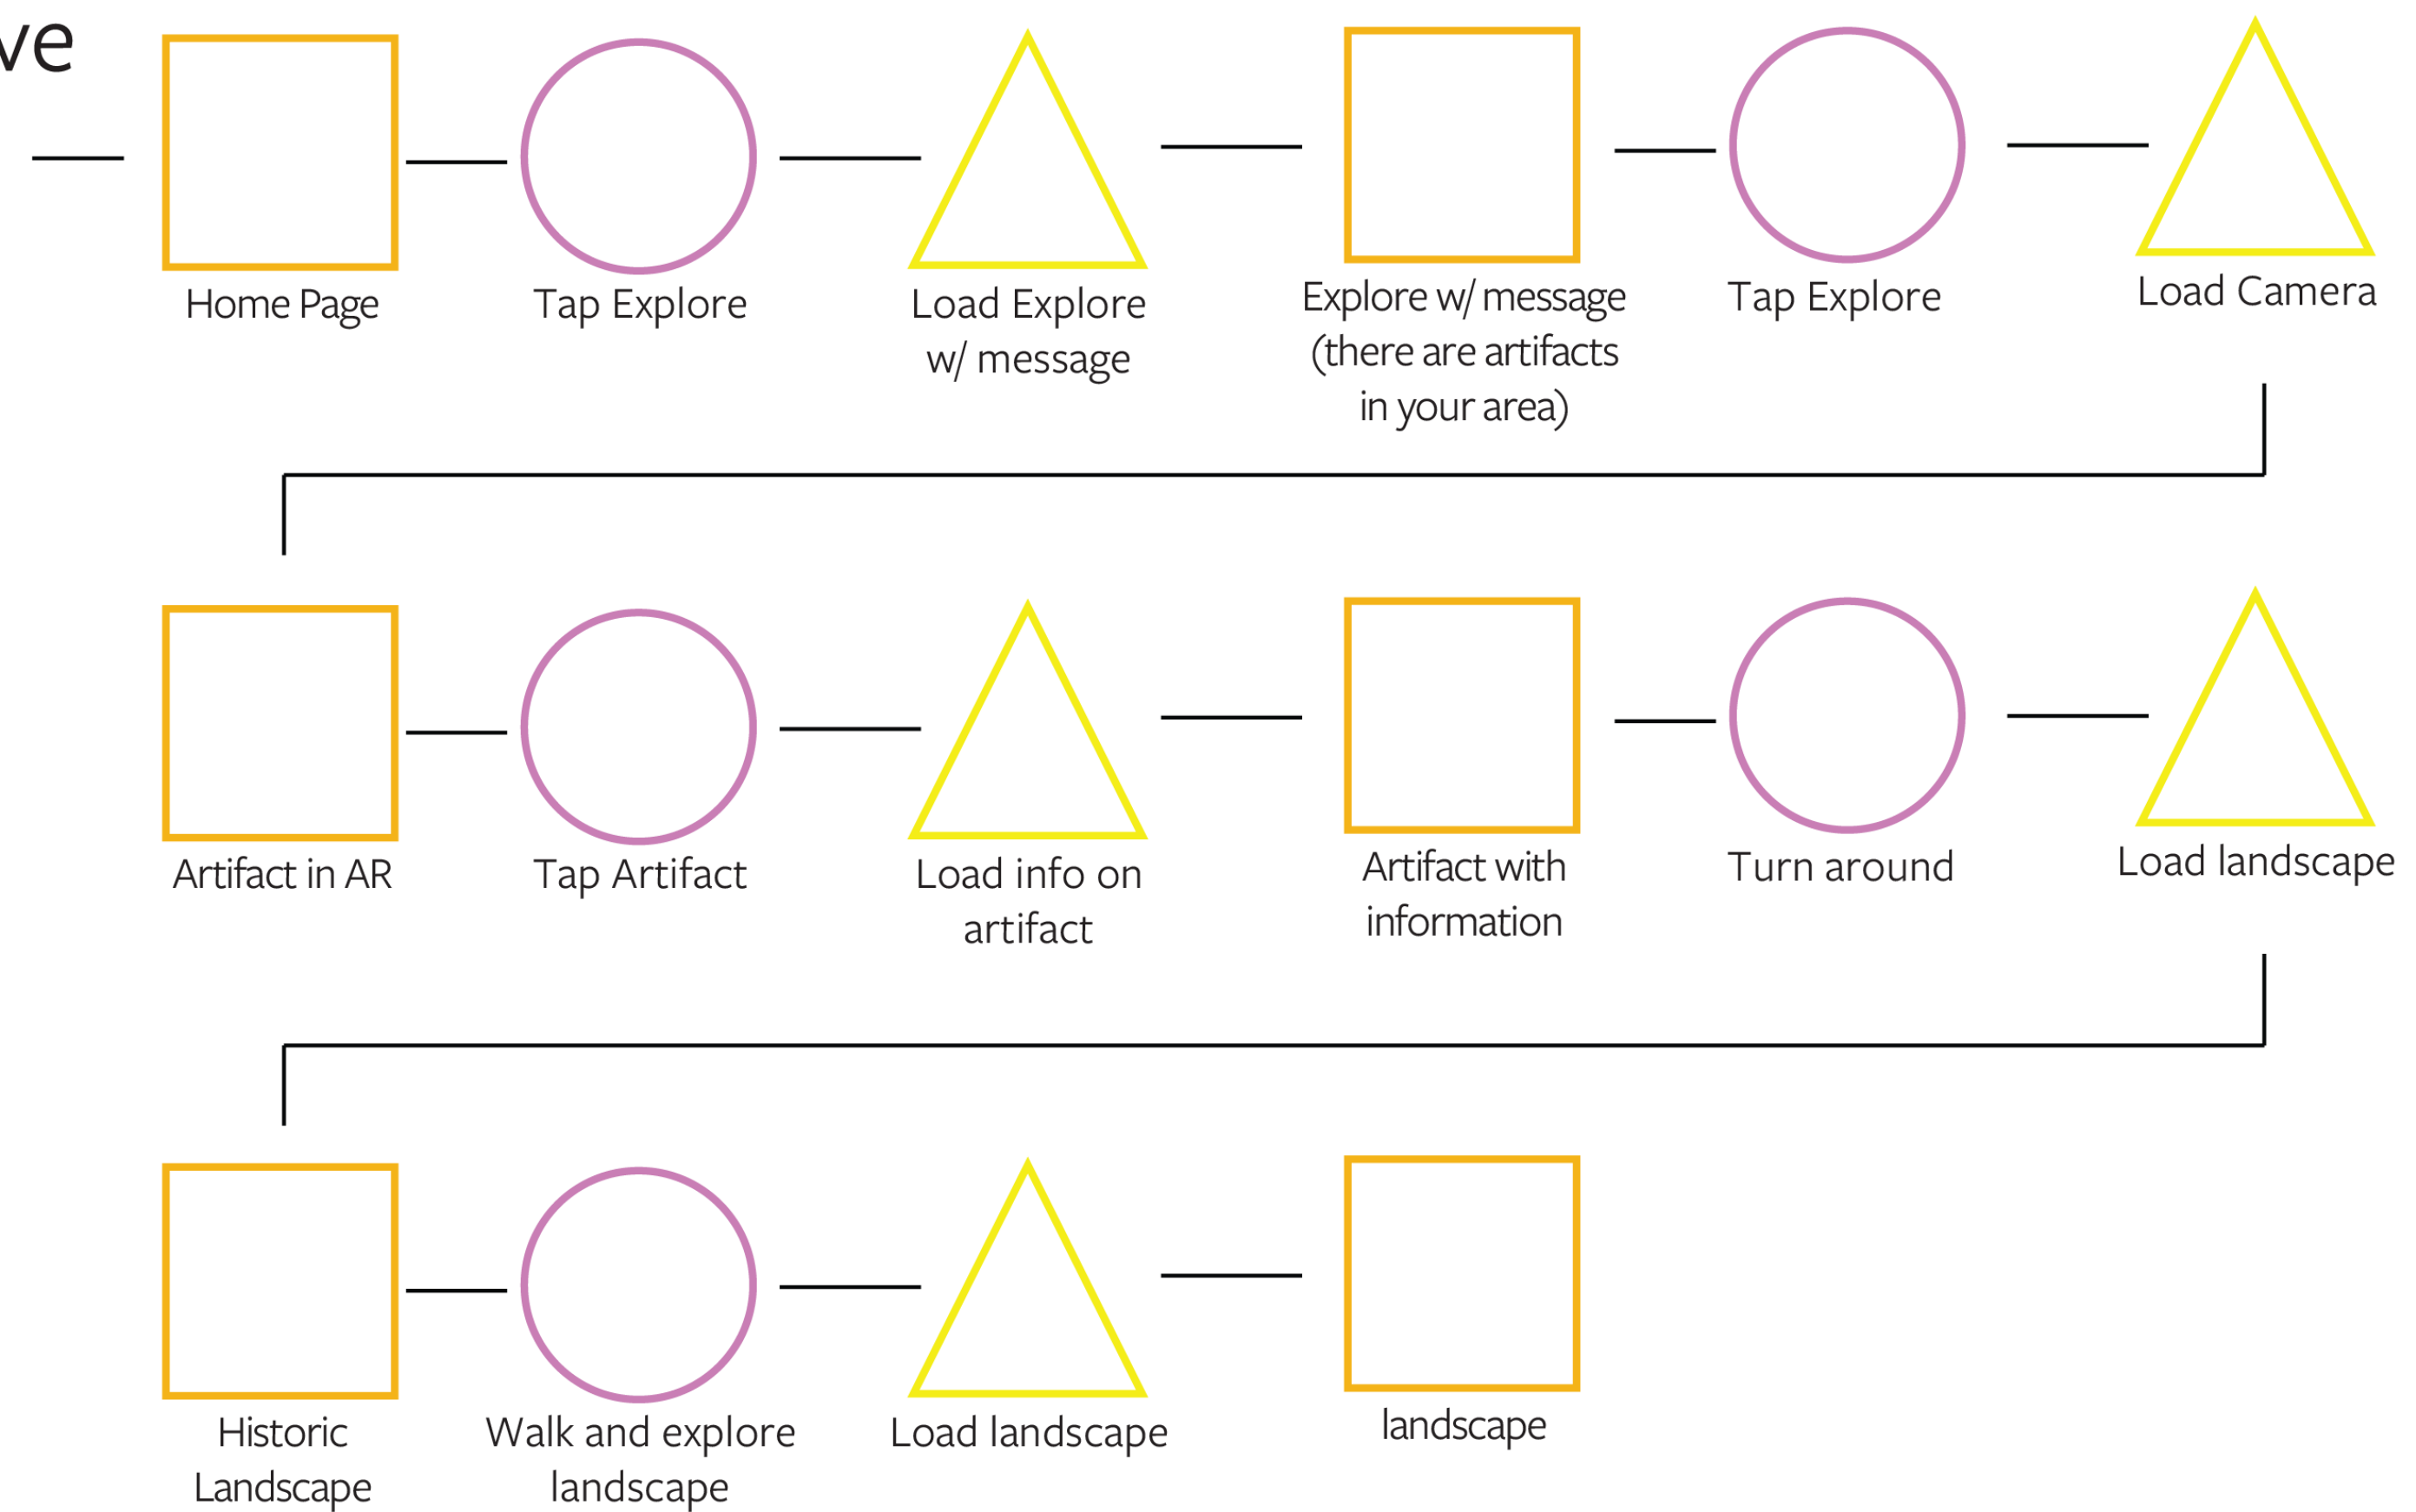 ve
Home Page
Tap Explore
Load Explore
w/ message
Explore w/ message
(there are artifacts
in your area)
Tap Explore
Load Camera
Artifact in AR
Tap Artifact
Load info on
artifact
Artifact with
information
Turn around
Load landscape
Historic
Landscape
Walk and explore
landscape
Load landscape
landscape